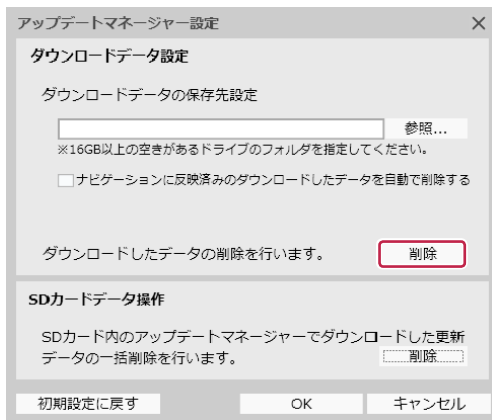 アップデートマネージャー設定
ダウンロードデータ設定
ダウンロードデータの保存先設定
参照...
※16GB以上の空きがあるドライブのフォルダを指定してください。
ナビゲーションに反映済みのダウンロードしたデータを自動で削除する
ダウンロードしたデータの削除を行います。 削除
SDカードデータ操作
SDカード内のアップデートマネージャーでダウンロードした更新
データの一括削除を行います。 削除
初期設定に戻す OK キャンセル